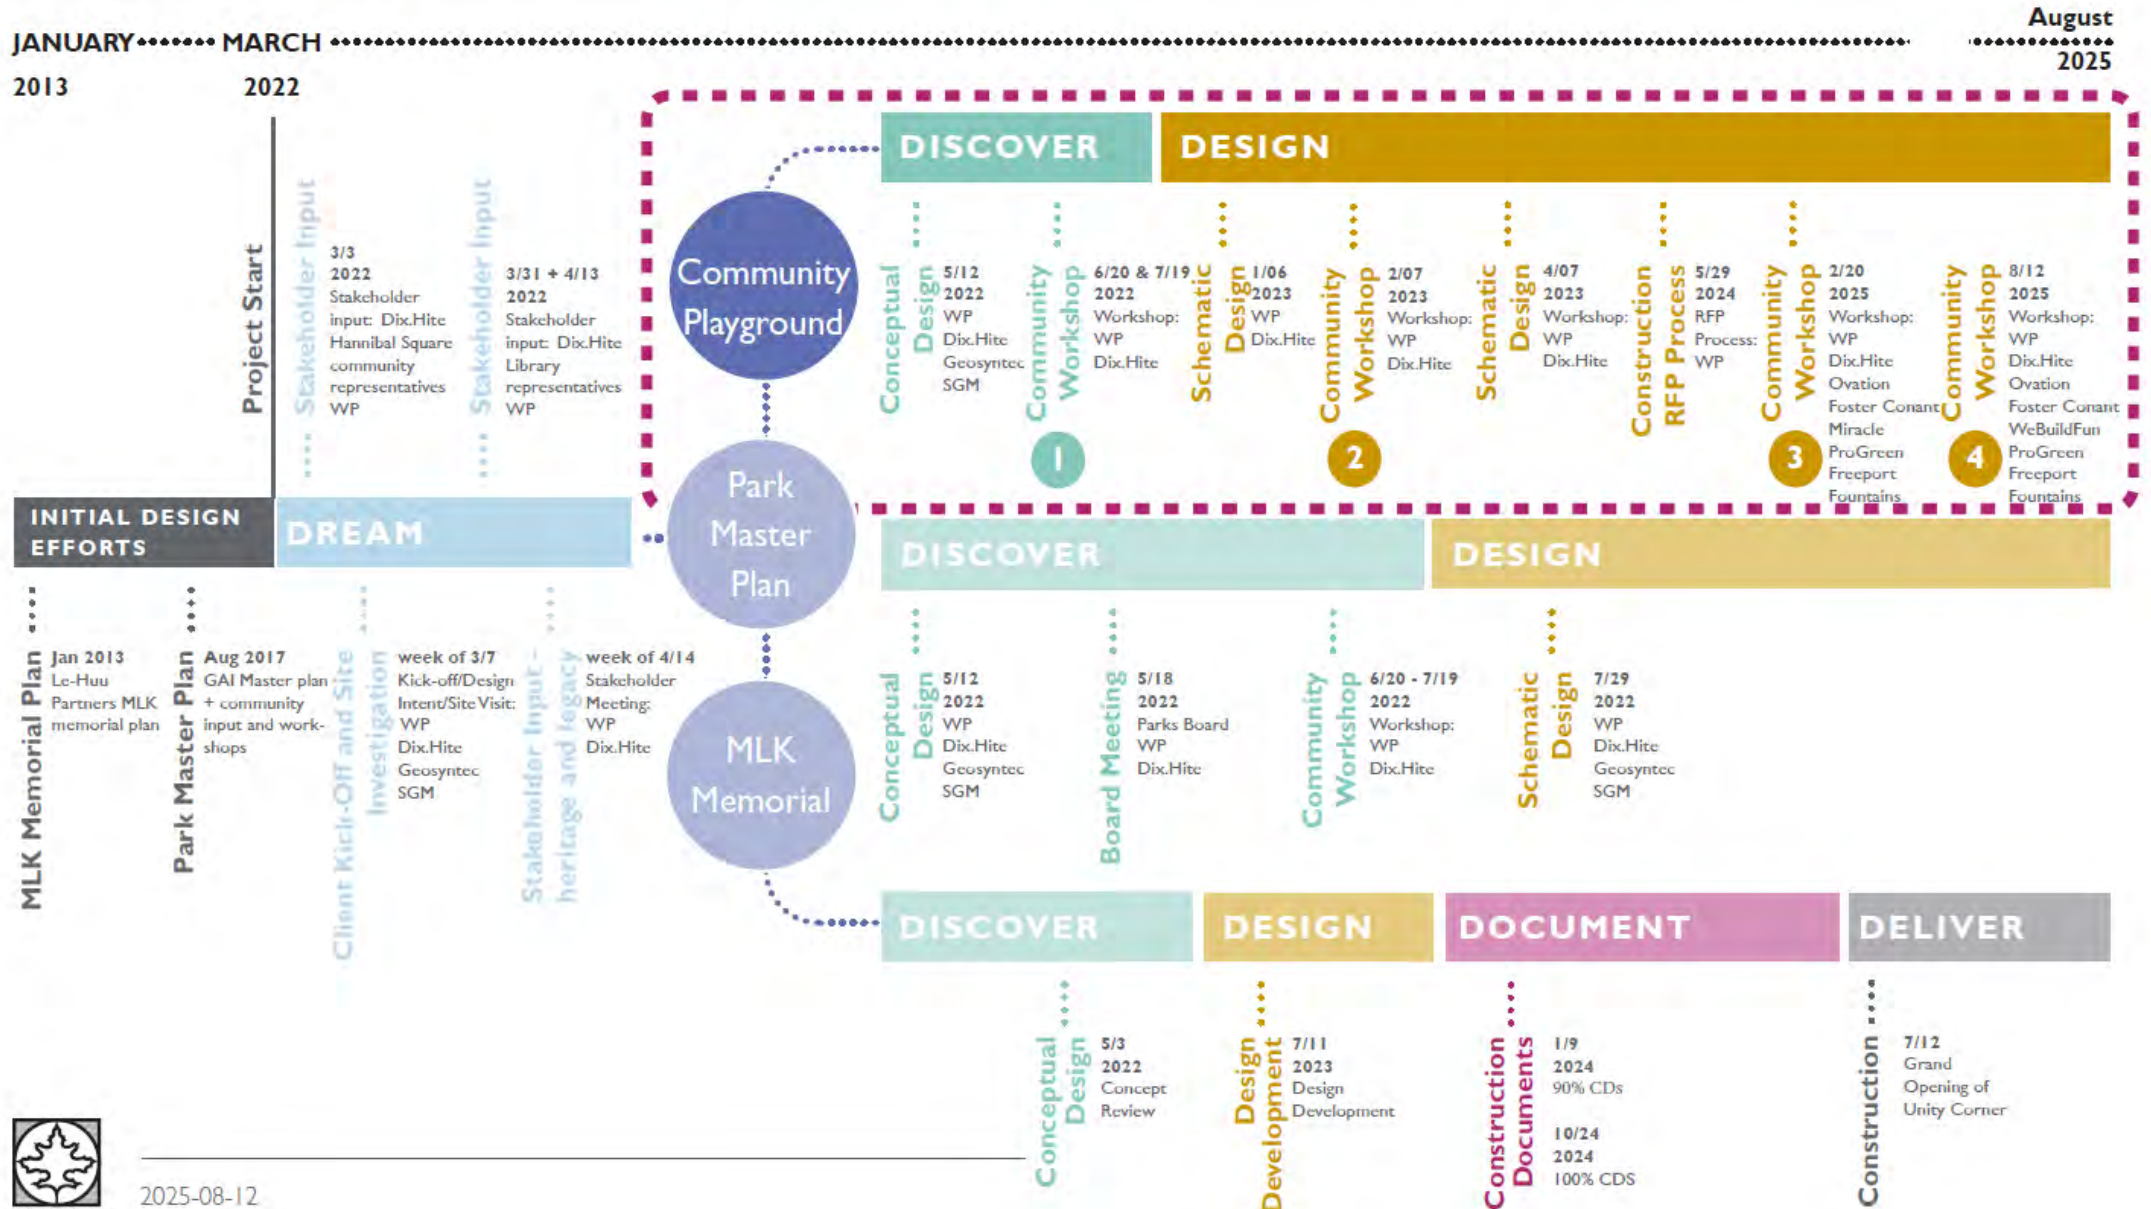 JANUARY
MARCH
August
2013
2022
2025
Project Start
Stakeholder Input
3/3
2022
Stakeholder
input: Dix.Hite
Hannibal Square
community
representatives
WP
Stakeholder Input
3/31 + 4/13
2022
Stakeholder
input: Dix.Hite
Library
representatives
WP
INITIAL DESIGN
EFFORTS
DREAM
MLK Memorial Plan
Jan 2013
Le-Huu
Partners MLK
memorial plan
Park Master Plan
Aug 2017
GAI Master plan
+ community
input and work-
shops
Client Kick-Off and Site
Investigation
week of 3/7
Kick-off/Design
Intent/Site Visit:
WP
Dix.Hite
Geosyntec
SGM
Stakeholder Input -
heritage and legacy
week of 4/14
Stakeholder
Meeting:
WP
Dix.Hite
Community
Playground
DISCOVER
DESIGN
Conceptual
Design
5/12
2022
WP
Dix.Hite
Geosyntec
SGM
Community
Workshop
1
6/20 & 7/19
2022
Workshop:
WP
Dix.Hite
Schematic
Design
1/06
2023
WP
Dix.Hite
Community
Workshop
2
2/07
2023
Workshop:
WP
Dix.Hite
Schematic
Design
4/07
2023
Workshop:
WP
Dix.Hite
Construction
RFP Process
5/29
2024
RFP
Process:
WP
Community
Workshop
3
2/20
2025
Workshop:
WP
Dix.Hite
Ovation
Foster Conant
Miracle
ProGreen
Freeport
Fountains
Community
Workshop
4
8/12
2025
Workshop:
WP
Dix.Hite
Ovation
Foster Conant
WeBuildFun
ProGreen
Freeport
Fountains
Park
Master
Plan
DISCOVER
DESIGN
Conceptual
Design
5/12
2022
WP
Dix.Hite
Geosyntec
SGM
Board Meeting
5/18
2022
Parks Board
WP
Dix.Hite
Community
Workshop
6/20 - 7/19
2022
Workshop:
WP
Dix.Hite
Schematic
Design
7/29
2022
WP
Dix.Hite
Geosyntec
SGM
MLK
Memorial
DISCOVER
DESIGN
DOCUMENT
DELIVER
Conceptual
Design
5/3
2022
Concept
Review
Design
Development
7/11
2023
Design
Development
Construction
Documents
1/9
2024
90% CDs
10/24
2024
100% CDS
Construction
7/12
Grand
Opening of
Unity Corner
2025-08-12